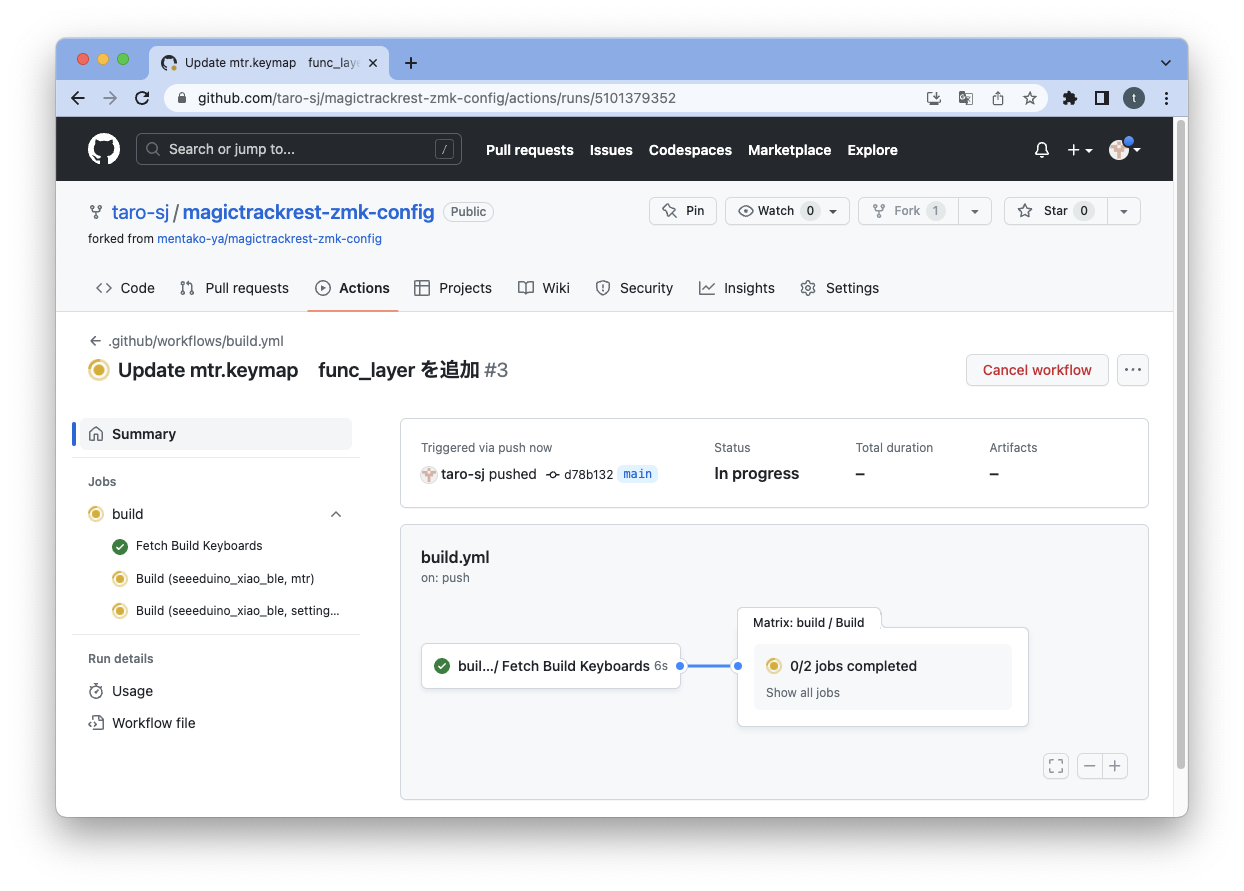 Update mtr.keymap　func_laye
github.com/taro-sj/magictrackrest-zmk-config/actions/runs/5101379352
t
Search or jump to...
/
Pull requests
Issues
Codespaces
Marketplace
Explore
taro-sj / magictrackrest-zmk-config
Public
Pin
Watch 0
Fork 1
Star 0
forked from mentako-ya/magictrackrest-zmk-config
Code
Pull requests
Actions
Projects
Wiki
Security
Insights
Settings
.github/workflows/build.yml
Update mtr.keymap　func_layer を追加 #3
Cancel workflow
Summary
Jobs
build
Fetch Build Keyboards
Build (seeeduino_xiao_ble, mtr)
Build (seeeduino_xiao_ble, setting...
Run details
Usage
Workflow file
Triggered via push now
taro-sj pushed d78b132 main
Status
In progress
Total duration
–
Artifacts
–
build.yml
on: push
buil.../ Fetch Build Keyboards 6s
Matrix: build / Build
0/2 jobs completed
Show all jobs